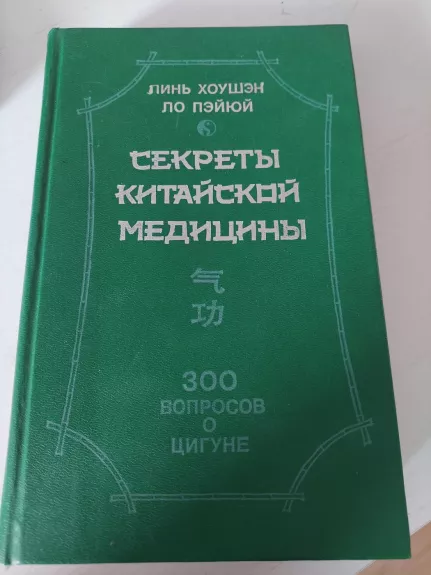 ЛИНЬ ХОУШЭН
ЛО ПЭЙЮЙ
СЕКРЕТЫ
КИТАЙСКОЙ
МЕДИЦИНЫ
气
功
300
ВОПРОСОВ
О
ЦИГУНЕ